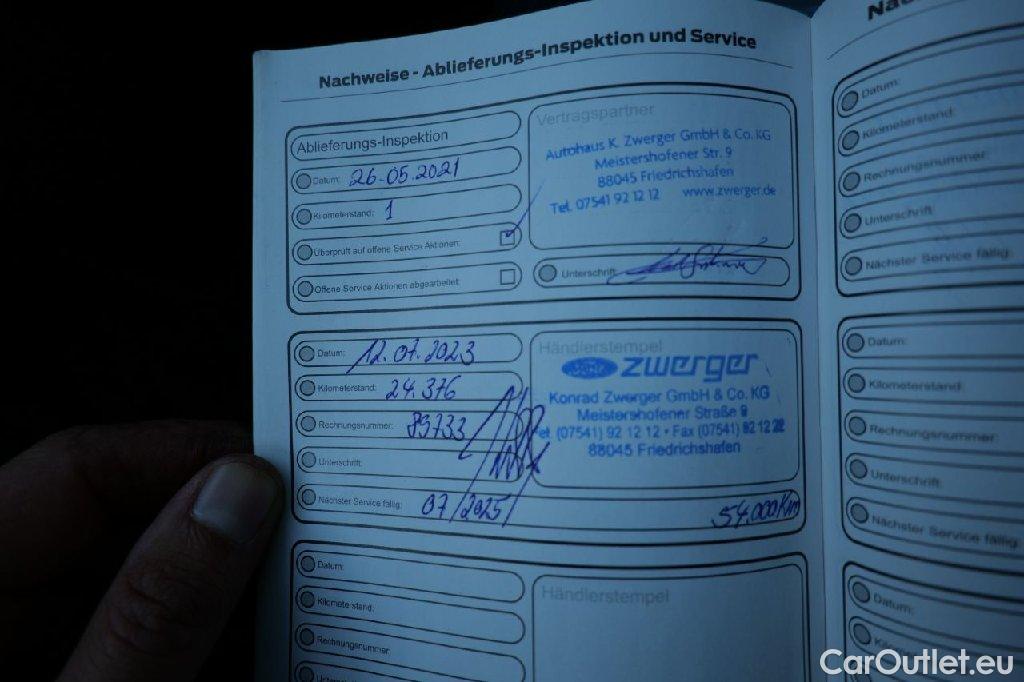 Nachweise - Ablieferungs-Inspektion und Service
Ablieferungs-Inspektion
Datum: 26-05.2021
Kilometerstand: 1
Überprüft auf offene Service Aktionen:
Offene Service Aktionen abgearbeitet:
Vertragspartner
Autohaus K. Zwerger GmbH & Co. KG
Meistershofener Str. 9
88045 Friedrichshafen
Tel. 07541 92 12 12 www.zwerger.de
Unterschrift:
Datum: 12.07.2023
Kilometerstand: 24.376
Rechnungsnummer: 89733
Unterschrift:
Nächster Service fällig: 07/2025/ 54.000 Km
Händlerstempel
Ford zwerger
Konrad Zwerger GmbH & Co. KG
Meistershofener Straße 9
Tel. (07541) 92 12 12 • Fax (07541) 92 12 22
88045 Friedrichshafen
Datum:
Kilometerstand:
Rechnungsnummer:
Händlerstempel
Datum:
Kilometerstand:
Rechnungsnummer:
Unterschrift:
Nächster Service fällig:
Datum:
Kilometerstand:
Rechnungsnummer:
Unterschrift:
Nächster Service fällig:
Datum:
CarOutlet.eu